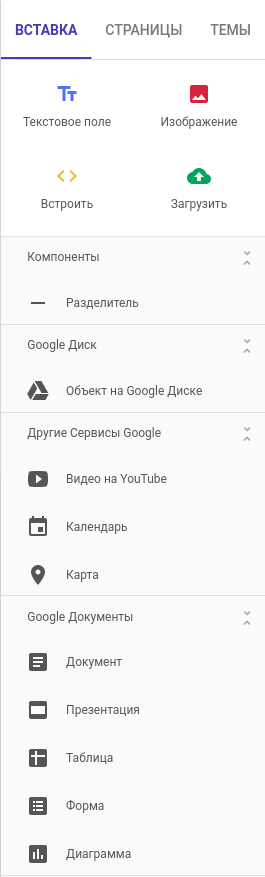 ВСТАВКА СТРАНИЦЫ ТЕМЫ
Текстовое поле Изображение
Встроить Загрузить
Компоненты
Разделитель
Google Диск
Объект на Google Диске
Другие Сервисы Google
Видео на YouTube
Календарь
Карта
Google Документы
Документ
Презентация
Таблица
Форма
Диаграмма